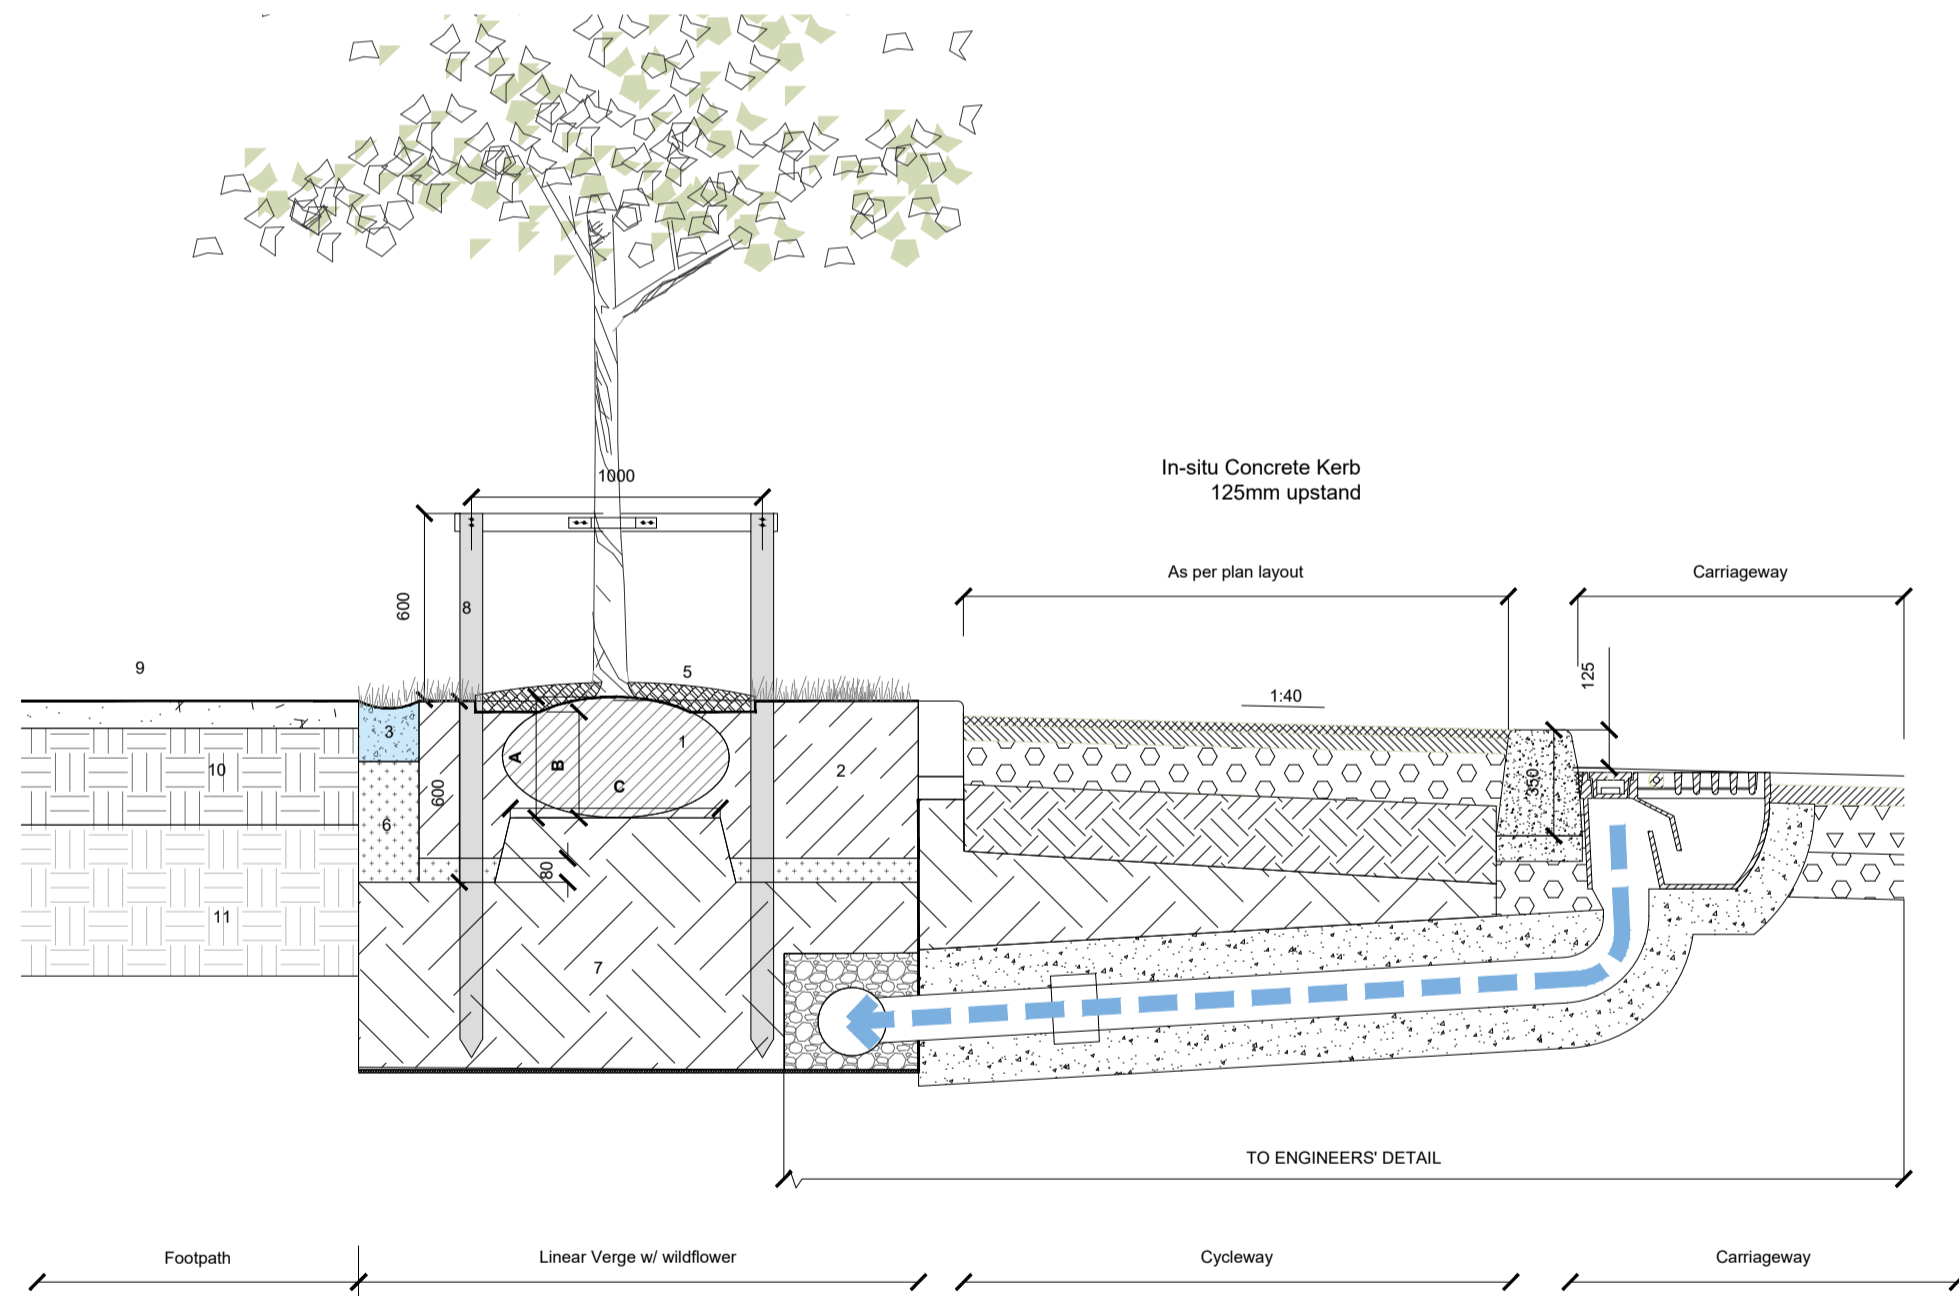 1000
In-situ Concrete Kerb
125mm upstand
As per plan layout
Carriageway
600
8
9
5
125
1:40
3
1
A
B
10
2
350
C
600
6
80
11
7
TO ENGINEERS' DETAIL
Footpath
Linear Verge w/ wildflower
Cycleway
Carriageway